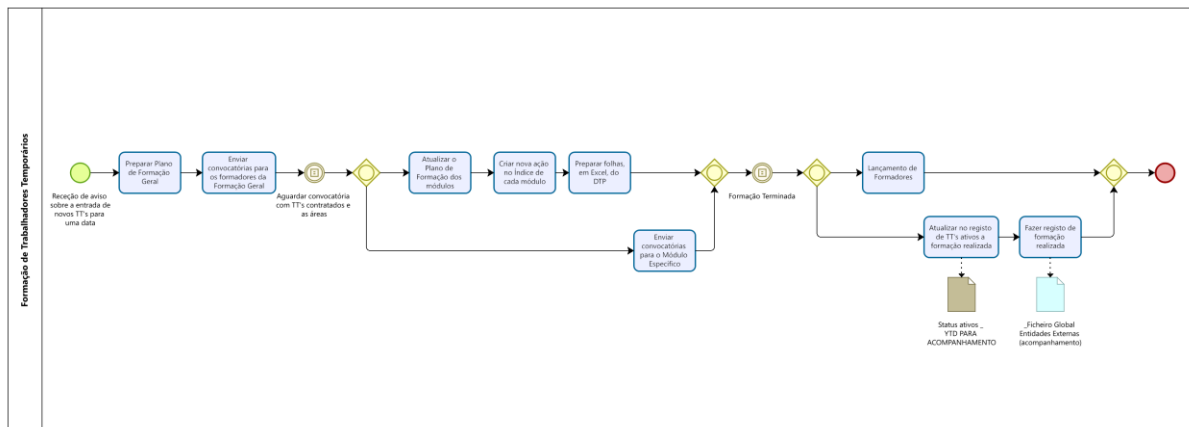 Formação de Trabalhadores Temporários
Receção de aviso
sobre a entrada de
novos TT's para
uma data
Preparar Plano
de Formação
Geral
Enviar
convocatórias para
os formadores da
Formação Geral
Aguardar convocatória
com TT's contratados e
as áreas
Atualizar o
Plano de
Formação dos
módulos
Criar nova ação
no Índice de
cada módulo
Preparar folhas,
em Excel, do
DTP
Enviar
convocatórias
para o Módulo
Específico
Formação Terminada
Lançamento de
Formadores
Atualizar no registo
de TT's ativos a
formação realizada
Fazer registo de
formação
realizada
Status ativos _
YTD PARA
ACOMPANHAMENTO
_Ficheiro Global
Entidades Externas
(acompanhamento)